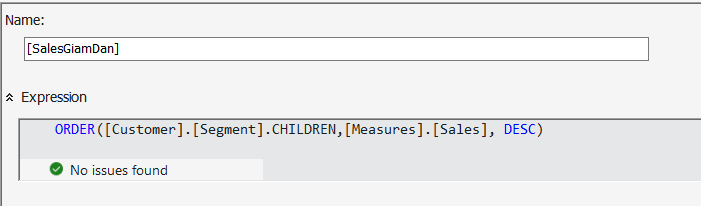 Name:
[SalesGiamDan]
Expression
ORDER([Customer].[Segment].CHILDREN,[Measures].[Sales], DESC)
No issues found